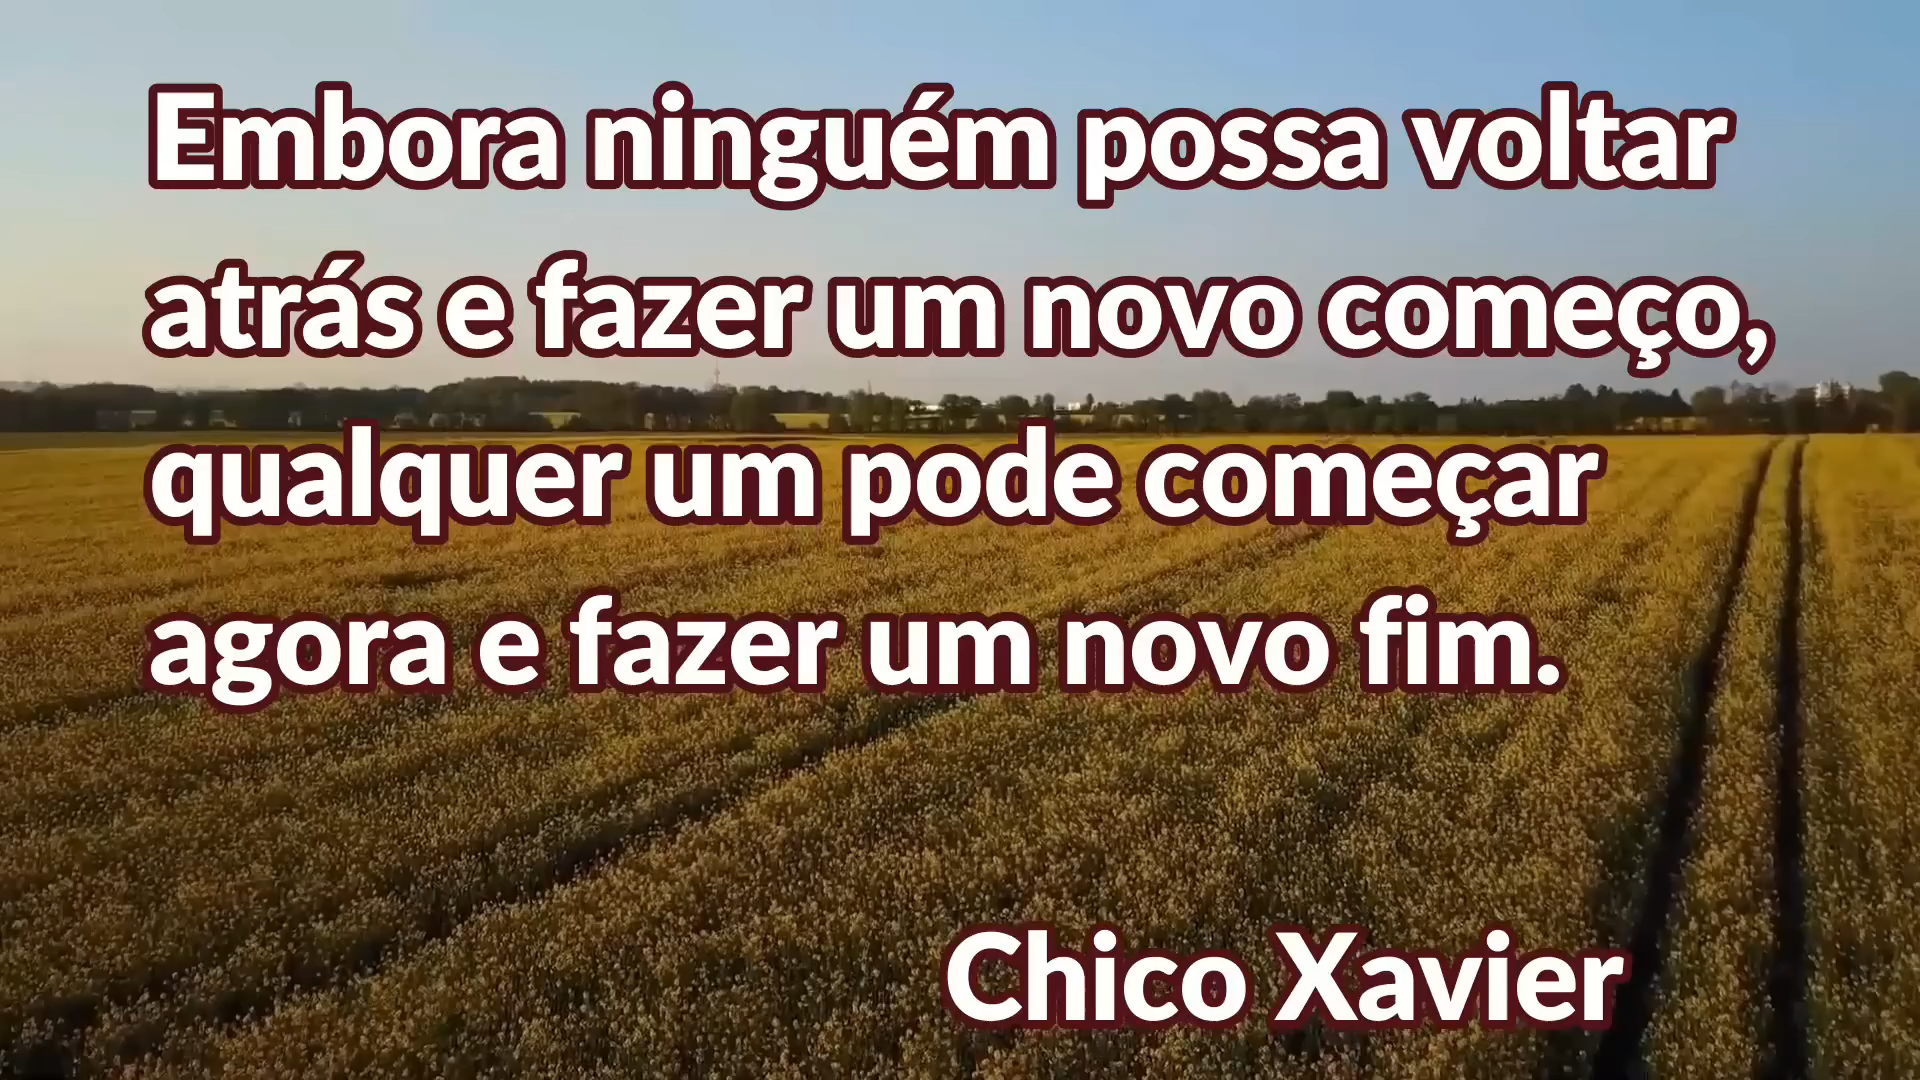 Embora ninguém possa voltar
atrás e fazer um novo começo,
qualquer um pode começar
agora e fazer um novo fim.
Chico Xavier